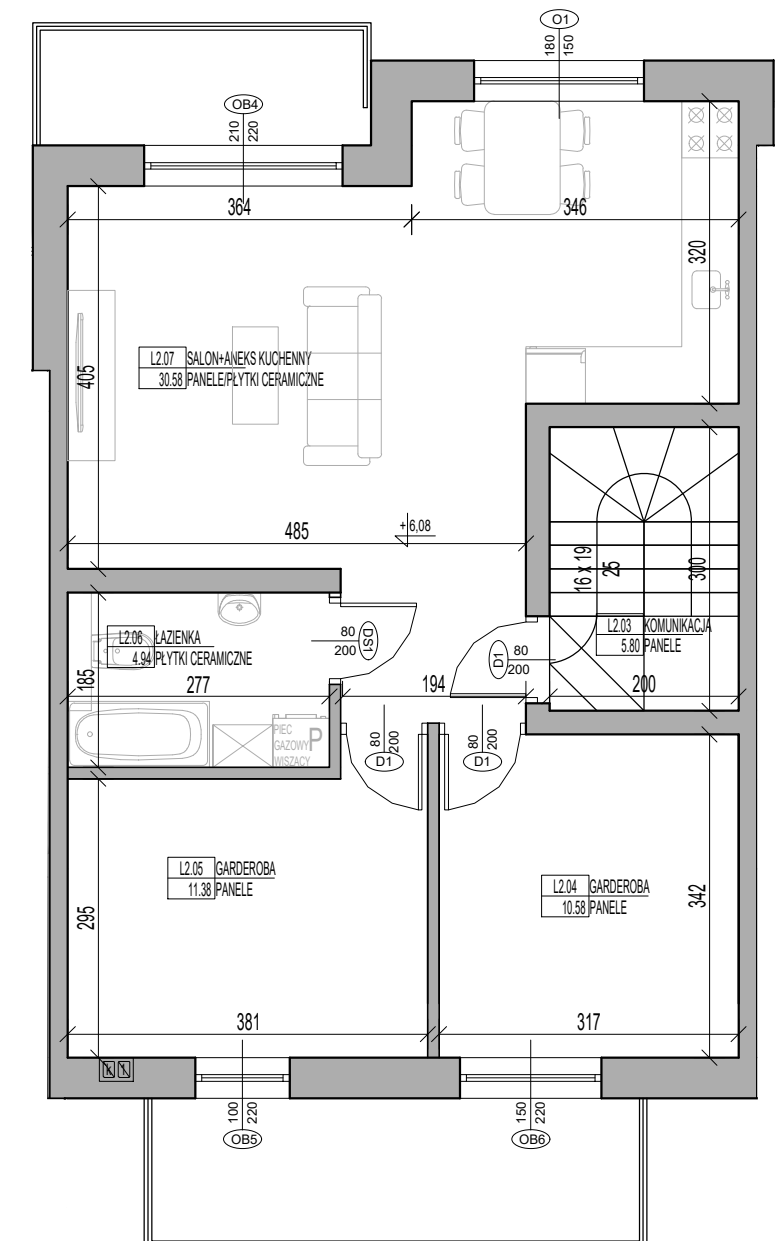 O1
180
150
OB4
210
220
364
346
320
405
L2.07 SALON+ANEKS KUCHENNY
30.58 PANELE/PŁYTKI CERAMICZNE
485
+6,08
16 x 19
25
300
L2.03 KOMUNIKACJA
5.80 PANELE
200
L2.06 ŁAZIENKA
4.94 PŁYTKI CERAMICZNE
80
200
DS1
D1
80
200
185
277
194
PIEC
GAZOWY
WISZACY
P
80
200
D1
80
200
D1
L2.05 GARDEROBA
11.38 PANELE
L2.04 GARDEROBA
10.58 PANELE
295
342
381
317
100
220
OB5
150
220
OB6